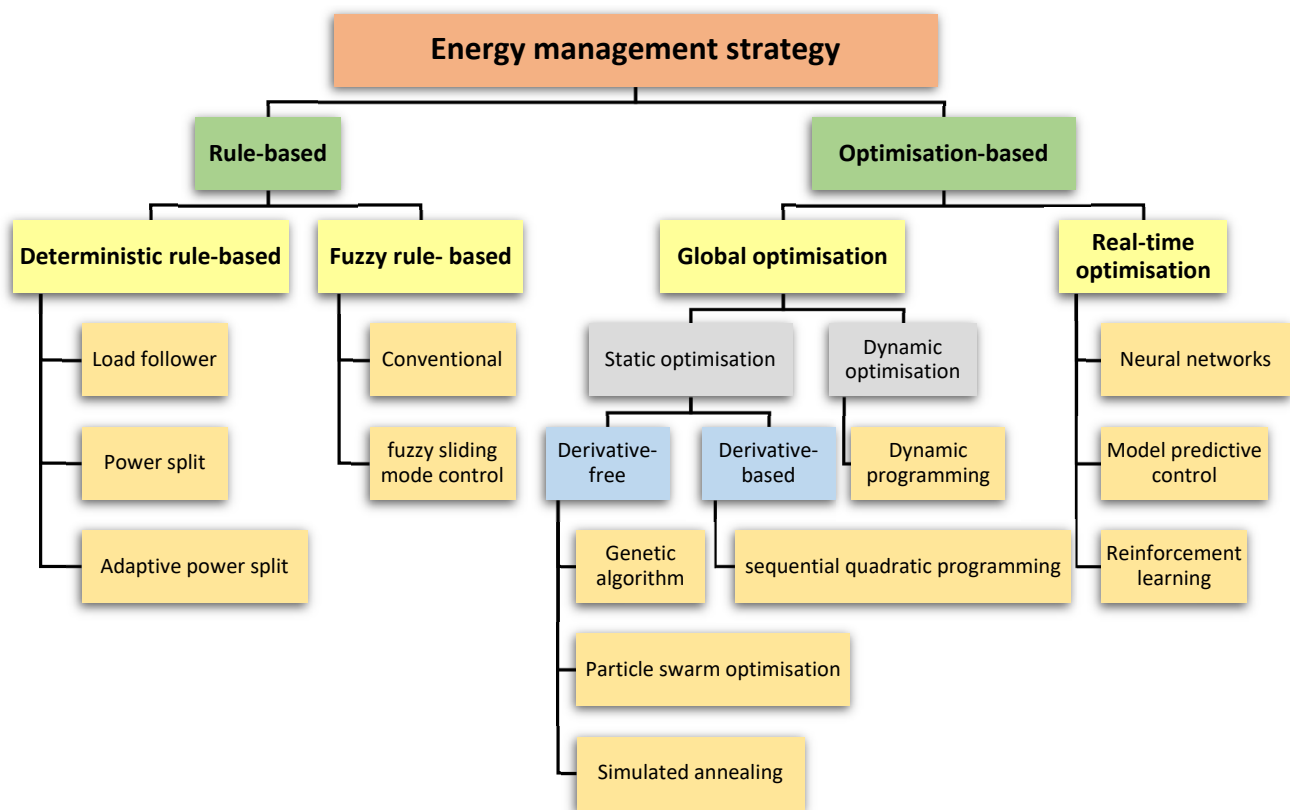 Energy management strategy
Rule-based
Optimisation-based
Deterministic rule-based
Fuzzy rule- based
Global optimisation
Real-time
optimisation
Load follower
Conventional
Static optimisation
Dynamic
optimisation
Neural networks
Power split
fuzzy sliding
mode control
Derivative-
free
Derivative-
based
Dynamic
programming
Model predictive
control
Adaptive power split
Genetic
algorithm
sequential quadratic programming
Reinforcement
learning
Particle swarm optimisation
Simulated annealing